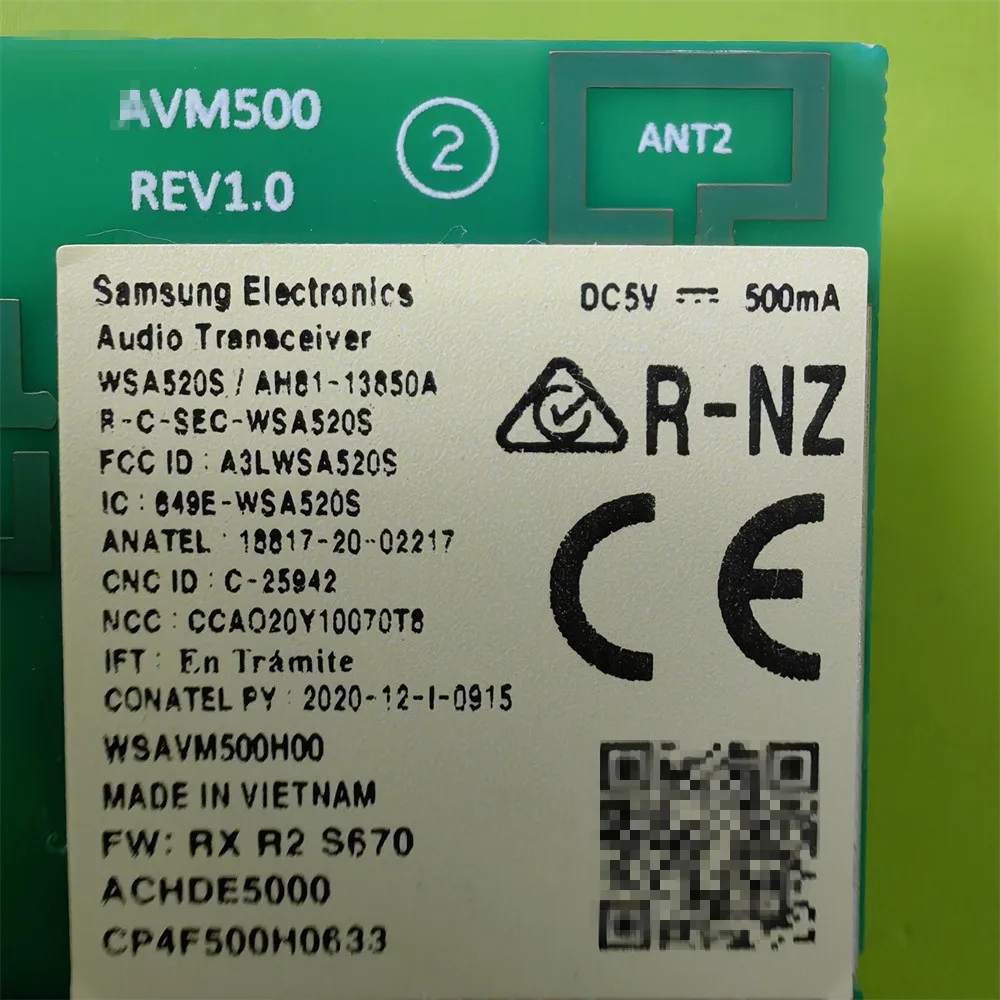 AVM500
REV1.0
2
ANT2
Samsung Electronics
DC5V ⎓ 500mA
Audio Transceiver
WSA520S / AH81-13850A
R-C-SEC-WSA520S
FCC ID : A3LWSA520S
IC : 649E-WSA520S
ANATEL : 18817-20-02217
CNC ID : C-25942
NCC : CCAO20Y10070T8
IFT : En Trámite
CONATEL PY : 2020-12-I-0915
R-NZ
CE
WSAVM500H00
MADE IN VIETNAM
FW: RX R2 S670
ACHDE5000
CP4F500H0633